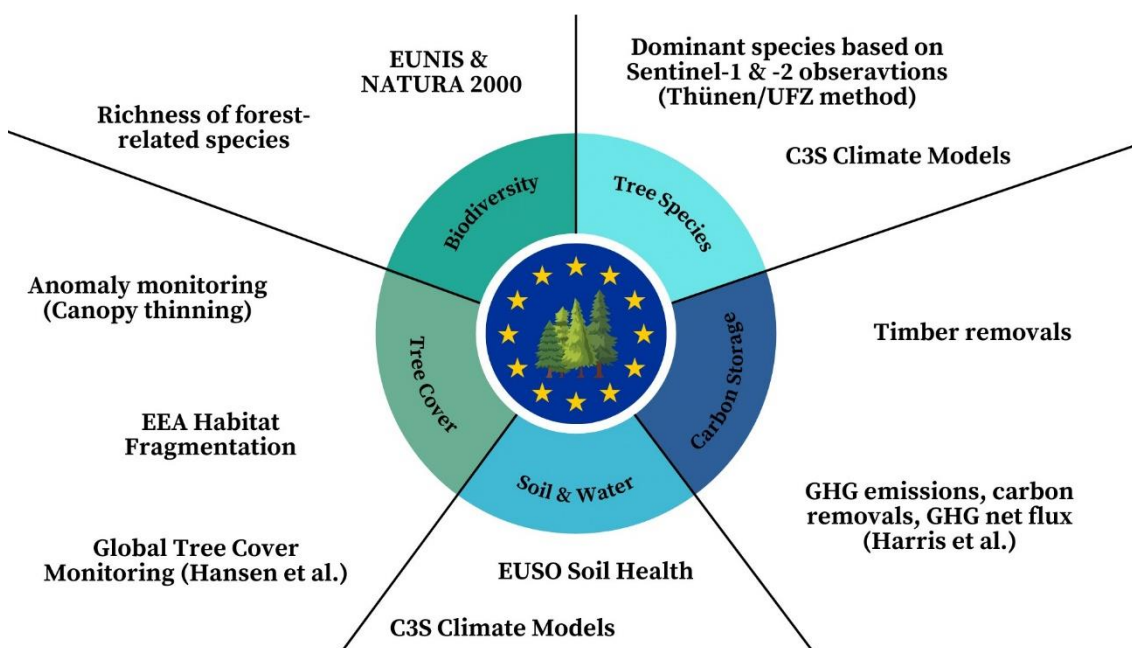 EUNIS &
NATURA 2000
Dominant species based on
Sentinel-1 & -2 obseravtions
(Thünen/UFZ method)
Richness of forest-
related species
C3S Climate Models
Biodiversity
Tree Species
Anomaly monitoring
(Canopy thinning)
Timber removals
Tree Cover
Carbon Storage
EEA Habitat
Fragmentation
Soil & Water
GHG emissions, carbon
removals, GHG net flux
(Harris et al.)
Global Tree Cover
Monitoring (Hansen et al.)
EUSO Soil Health
C3S Climate Models